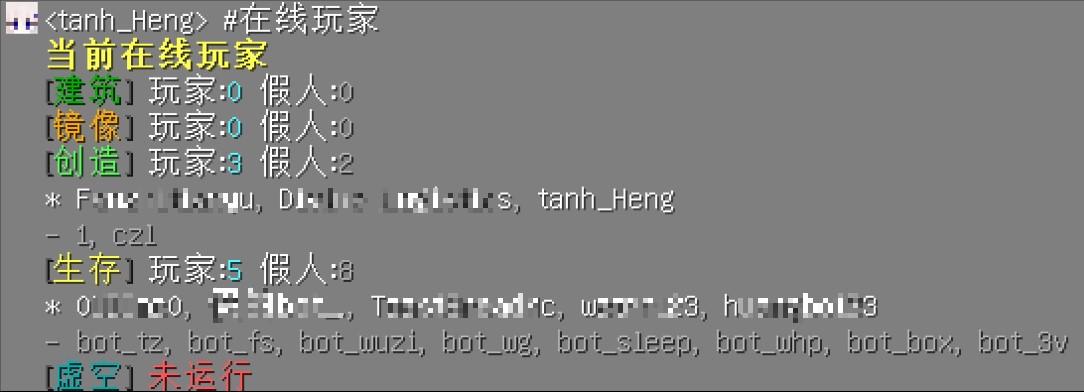 <tanh_Heng> #在线玩家
当前在线玩家
[建筑] 玩家:0 假人:0
[镜像] 玩家:0 假人:0
[创造] 玩家:3 假人:2
* tanh_Heng
- 1, czl
[生存] 玩家:5 假人:8
*
- bot_tz, bot_fs, bot_wuzi, bot_wg, bot_sleep, bot_whp, bot_box, bot_3v
[虚空] 未运行